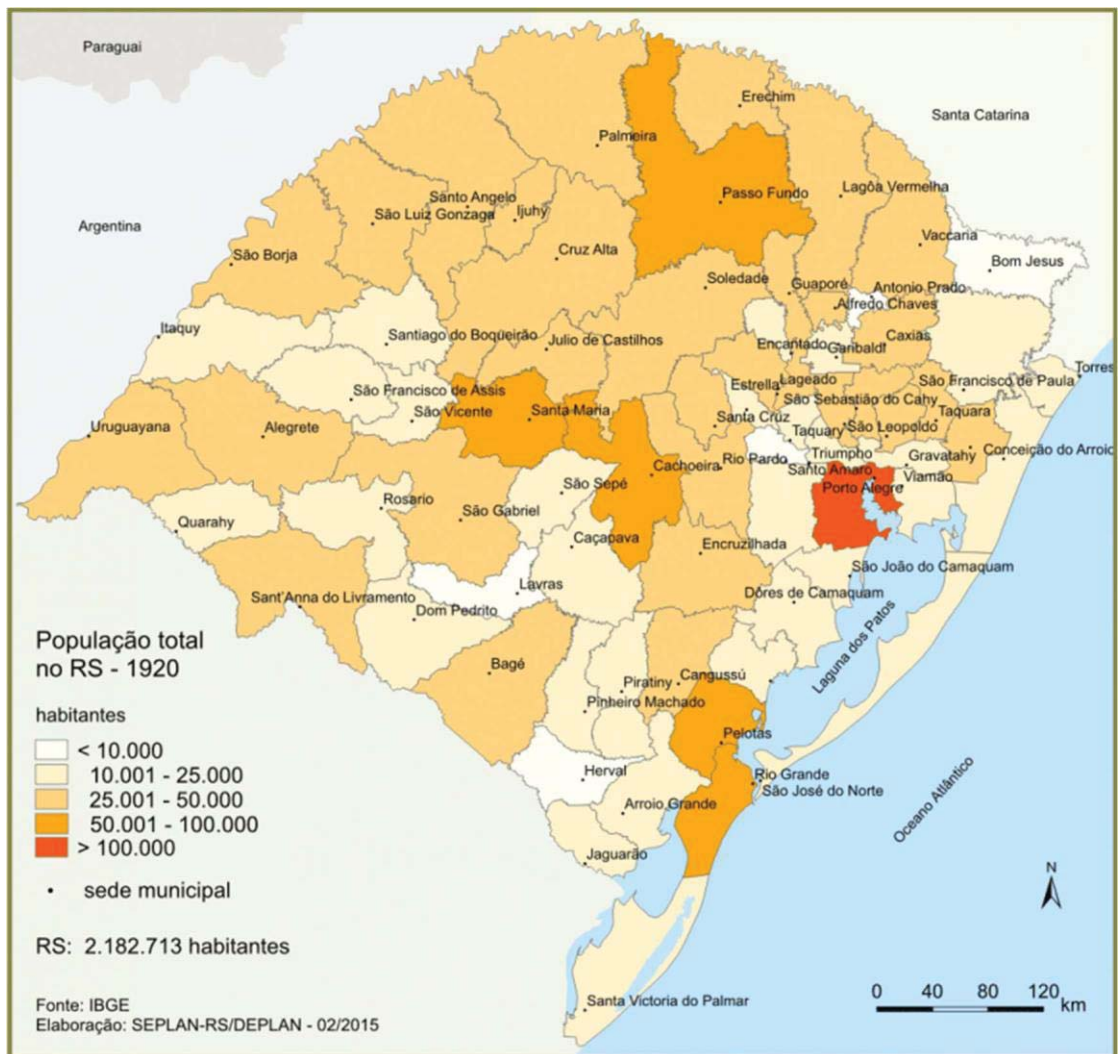 Paraguai
Erechim
Santa Catarina
Palmeira
Passo Fundo
Lagôa Vermelha
Santo Angelo
Ijuhy
São Luiz Gonzaga
Argentina
Cruz Alta
Vaccaria
São Borja
Bom Jesus
Soledade
Guaporé
Antonio Prado
Alfredo Chaves
Itaquy
Santiago do Boqüeirão
Julio de Castilhos
Encantado
Caxias
Garibaldi
Torres
São Francisco de Assis
Estrella
Lageado
São Francisco de Paula
São Vicente
Santa Maria
São Sebastião do Cahy
Santa Cruz
Taquara
Uruguayana
Alegrete
Taquary
São Leopoldo
Conceição do Arroio
Cachoeira
Rio Pardo
Triumpho
Gravatahy
Santo Amaro
São Sepé
Porto Alegre
Viamão
Rosario
São Gabriel
Quarahy
Caçapava
Encruzilhada
São João do Camaquam
Lavras
Sant'Anna do Livramento
Dom Pedrito
Dôres de Camaquam
Laguna dos Patos
População total
no RS - 1920
Bagé
Piratiny
Cangussú
Pinheiro Machado
habitantes
< 10.000
10.001 - 25.000
25.001 - 50.000
50.001 - 100.000
> 100.000
Pelotas
Herval
Rio Grande
São José do Norte
Arroio Grande
Oceano Atlântico
Jaguarão
sede municipal
N
RS: 2.182.713 habitantes
Fonte: IBGE
Elaboração: SEPLAN-RS/DEPLAN - 02/2015
Santa Victoria do Palmar
0 40 80 120
km